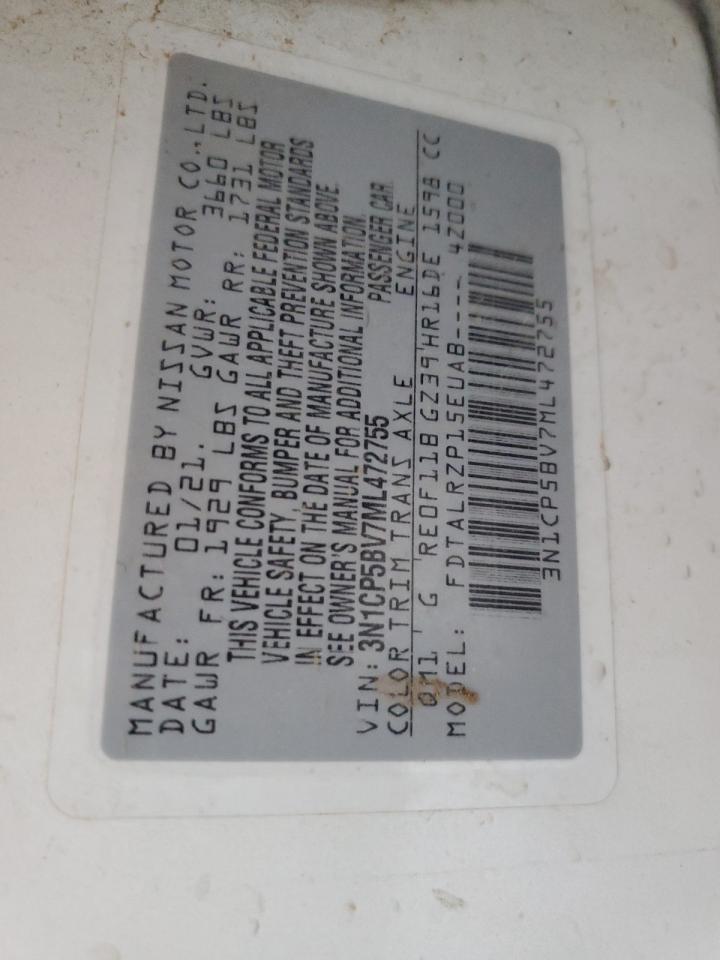 MANUFACTURED BY NISSAN MOTOR CO.,LTD.
DATE: 01/21. GVWR: 3660 LBS
GAWR FR: 1929 LBS GAWR RR: 1731 LBS
THIS VEHICLE CONFORMS TO ALL APPLICABLE FEDERAL MOTOR
VEHICLE SAFETY, BUMPER AND THEFT PREVENTION STANDARDS
IN EFFECT ON THE DATE OF MANUFACTURE SHOWN ABOVE.
SEE OWNER'S MANUAL FOR ADDITIONAL INFORMATION.
VIN: 3N1CP5BV7ML472755 PASSENGER CAR
COLOR TRIM TRANS AXLE ENGINE
QM1 G RE0F11B GZ39 HR16DE 1598 CC
MODEL: FDTALRZP15EUAB---- 4Z000
3N1CP5BV7ML472755